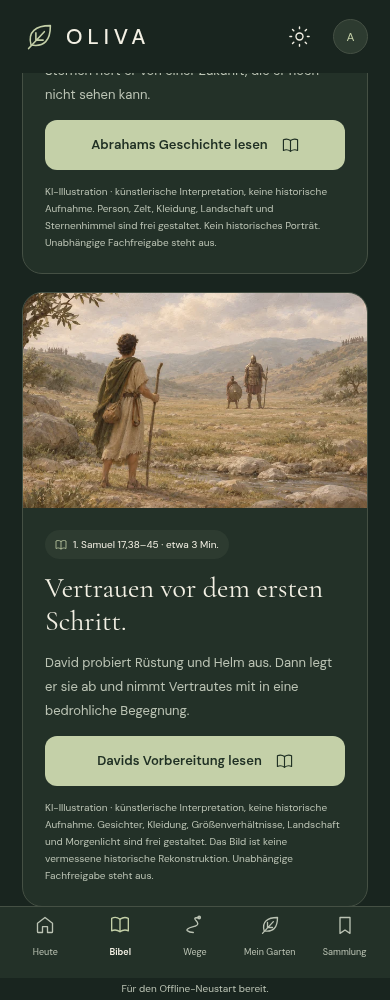 OLIVA
A
Sternen hört er von einer Zukunft, die er noch
nicht sehen kann.
Abrahams Geschichte lesen
KI-Illustration · künstlerische Interpretation, keine historische
Aufnahme. Person, Zelt, Kleidung, Landschaft und
Sternenhimmel sind frei gestaltet. Kein historisches Porträt.
Unabhängige Fachfreigabe steht aus.
1. Samuel 17,38–45 · etwa 3 Min.
Vertrauen vor dem ersten
Schritt.
David probiert Rüstung und Helm aus. Dann legt
er sie ab und nimmt Vertrautes mit in eine
bedrohliche Begegnung.
Davids Vorbereitung lesen
KI-Illustration · künstlerische Interpretation, keine historische
Aufnahme. Gesichter, Kleidung, Größenverhältnisse, Landschaft
und Morgenlicht sind frei gestaltet. Das Bild ist keine
vermessene historische Rekonstruktion. Unabhängige
Fachfreigabe steht aus.
Heute
Bibel
Wege
Mein Garten
Sammlung
Für den Offline-Neustart bereit.